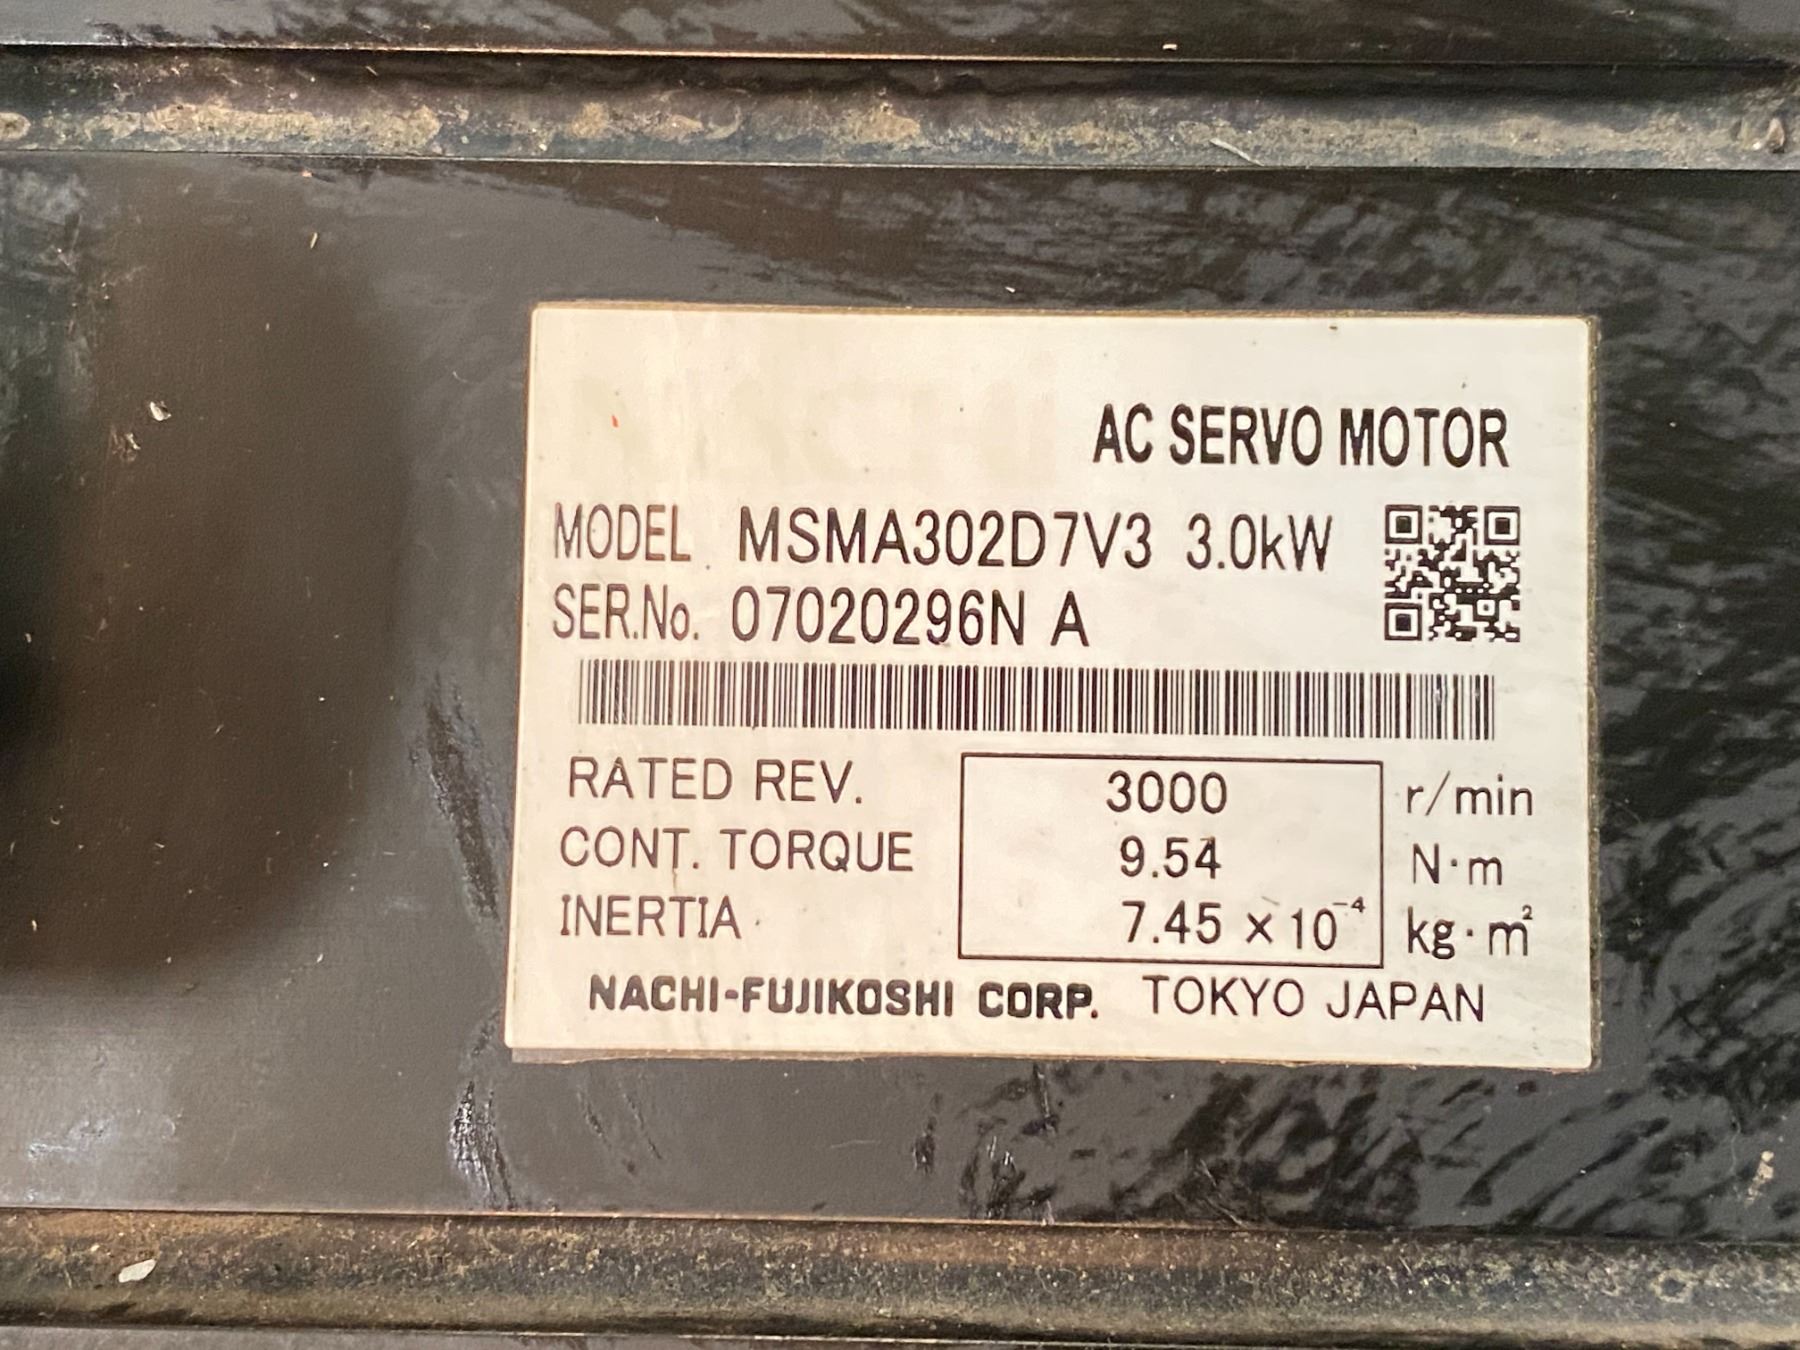 NACHI
AC SERVO MOTOR
MODEL MSMA302D7V3 3.0kW
SER.No. 07020296N A
RATED REV. 3000 r/min
CONT. TORQUE 9.54 N·m
INERTIA 7.45 × 10⁻⁴ kg·m²
NACHI-FUJIKOSHI CORP. TOKYO JAPAN